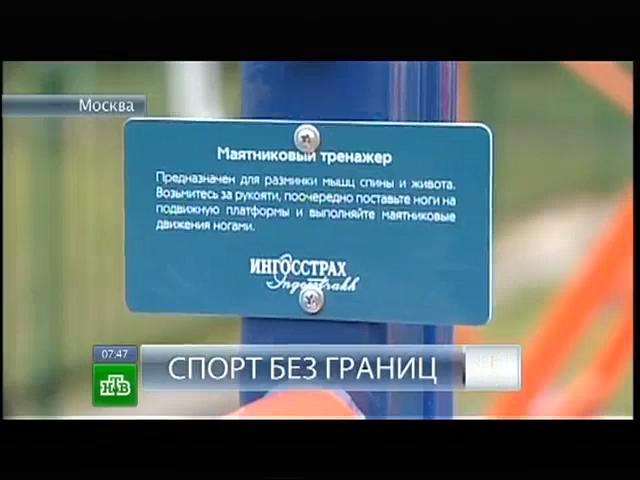 Москва
Маятниковый тренажер
Предназначен для разминки мышц спины и живота.
Возьмитесь за рукояти, поочередно поставьте ноги на
подвижную платформы и выполняйте маятниковые
движения ногами.
ИНГОССТРАХ
Ingosstrakh
07:47
НТВ
СПОРТ БЕЗ ГРАНИЦ